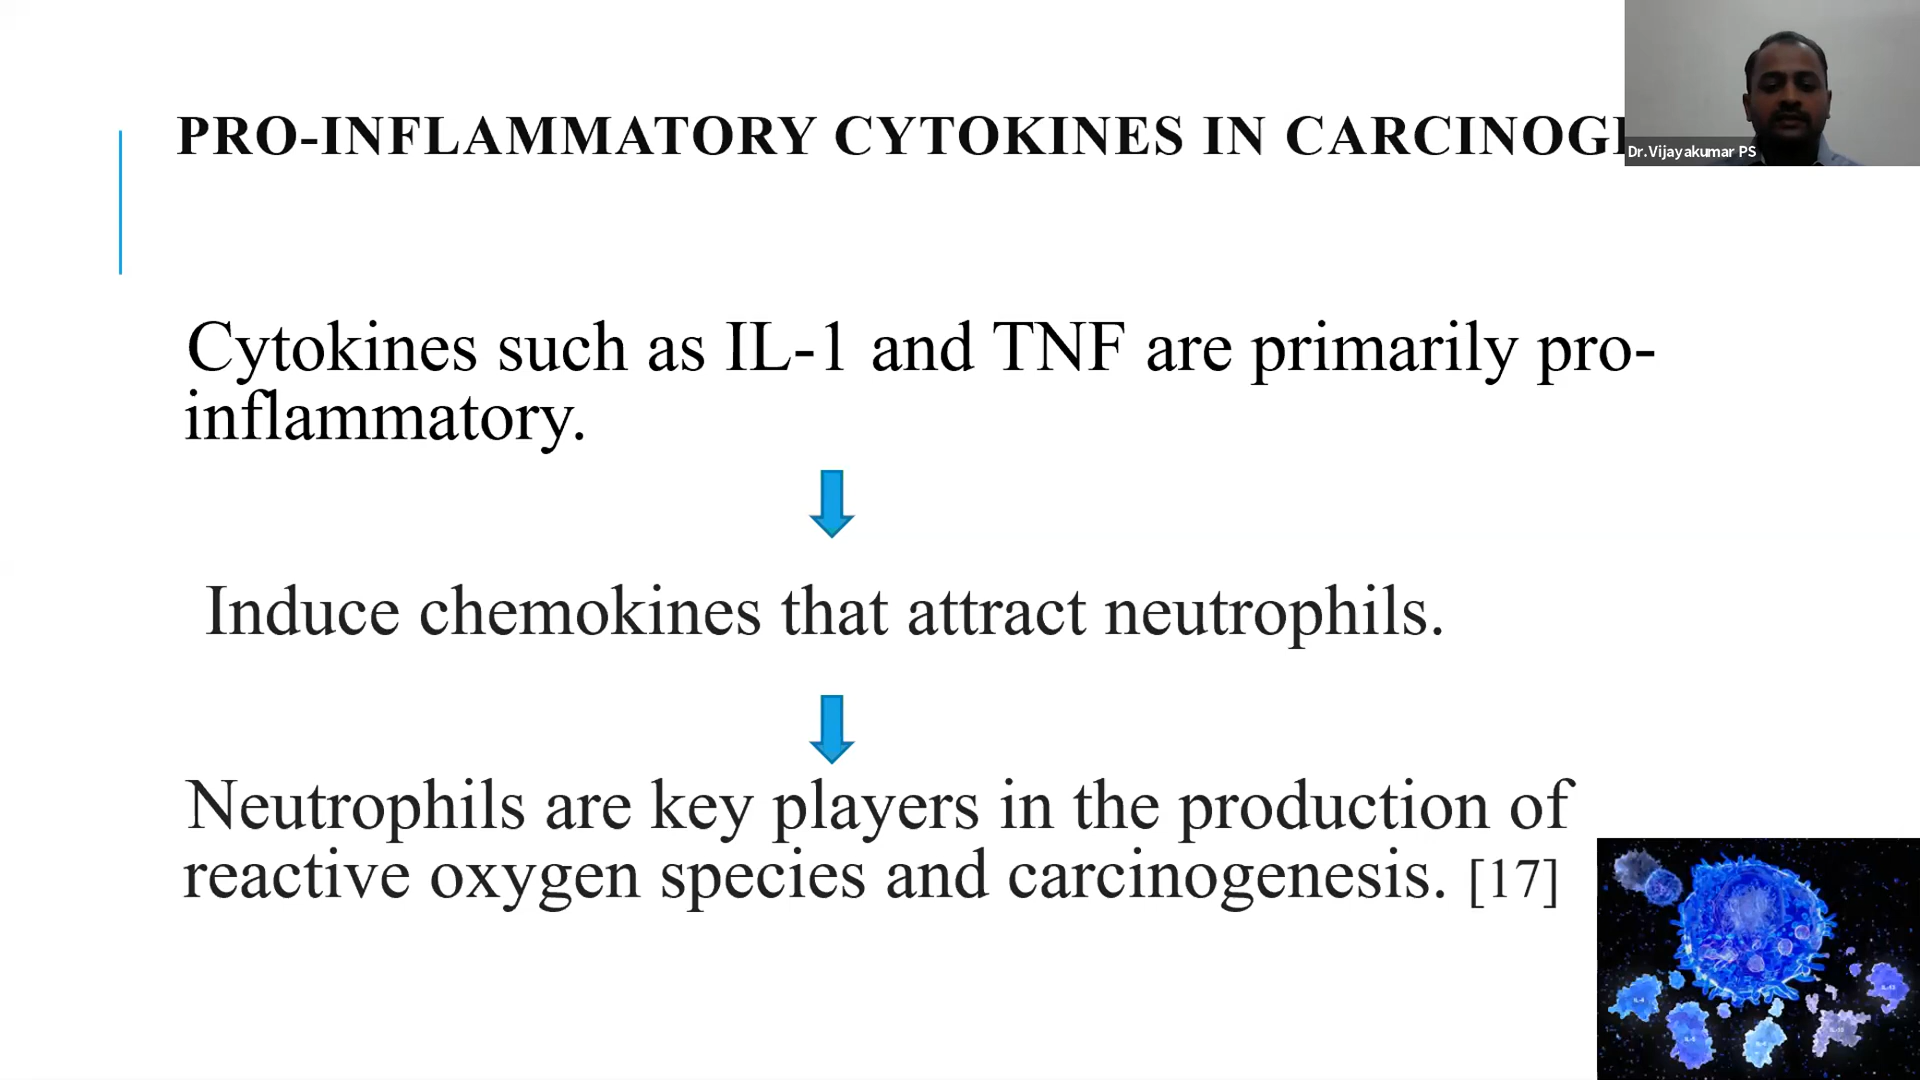 PRO-INFLAMMATORY CYTOKINES IN CARCINOG
Dr.Vijayakumar PS
Cytokines such as IL-1 and TNF are primarily pro-
inflammatory.
Induce chemokines that attract neutrophils.
Neutrophils are key players in the production of
reactive oxygen species and carcinogenesis. [17]
IL-4